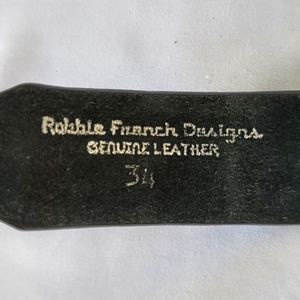 Robbie French Designs
GENUINE LEATHER
34